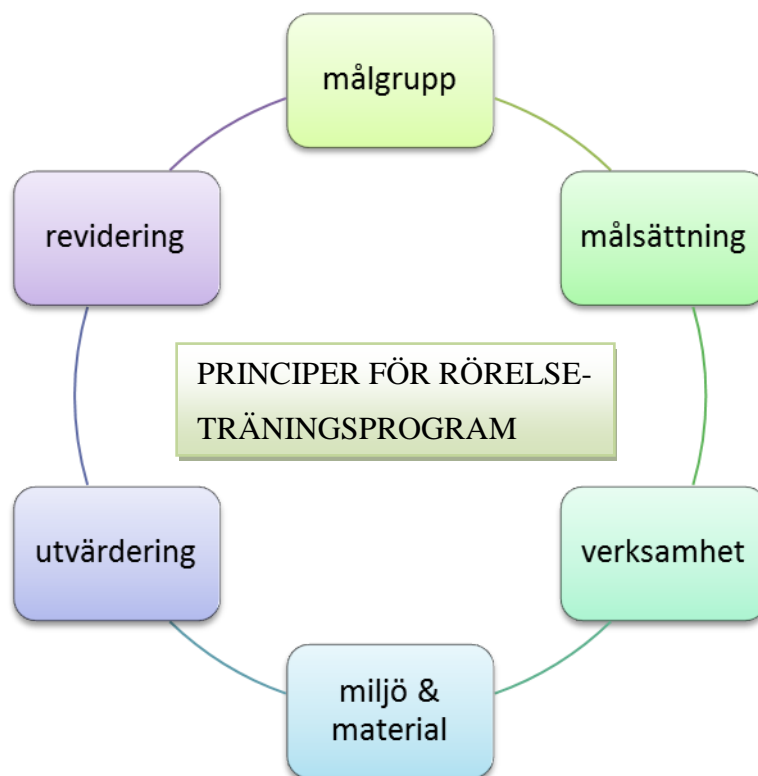 målgrupp
målsättning
verksamhet
miljö &
material
utvärdering
revidering
PRINCIPER FÖR RÖRELSE-
TRÄNINGSPROGRAM